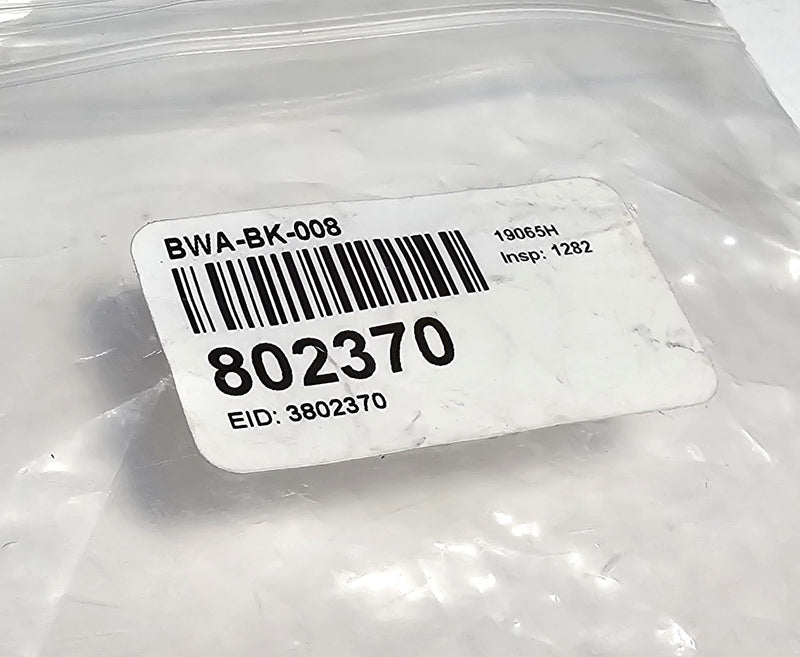 BWA-BK-008
19065H
Insp: 1282
802370
EID: 3802370